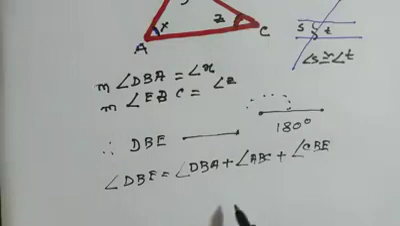 x
z
A
C
s
t
∠s ≅ ∠t
m ∠DBA = ∠x
m ∠EBC = ∠z
∴ DBE
180°
∠DBE = ∠DBA + ∠ABC + ∠CBE